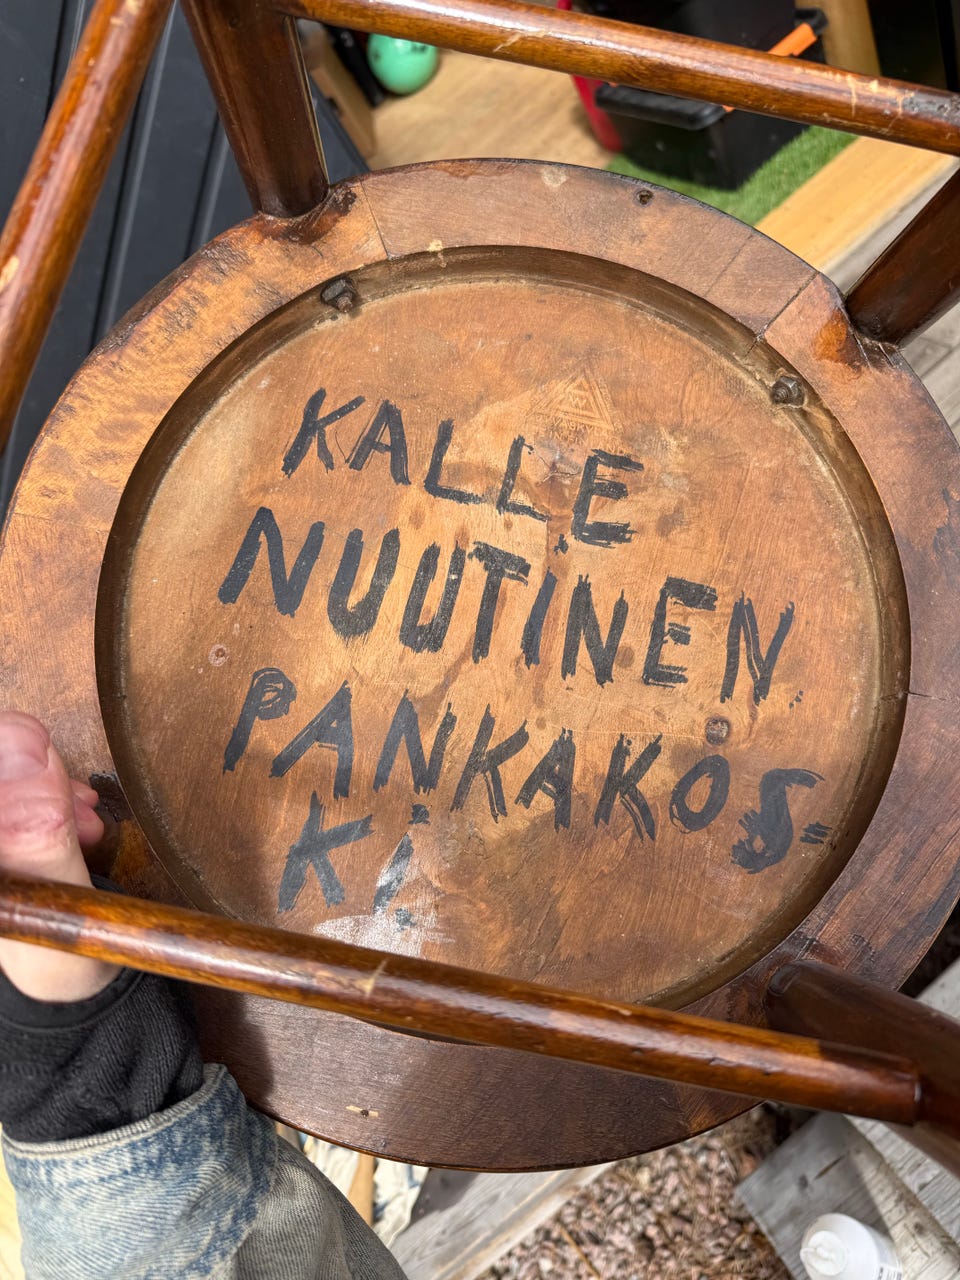 KALLE
NUUTINEN.
PANKAKOS=
Ki.